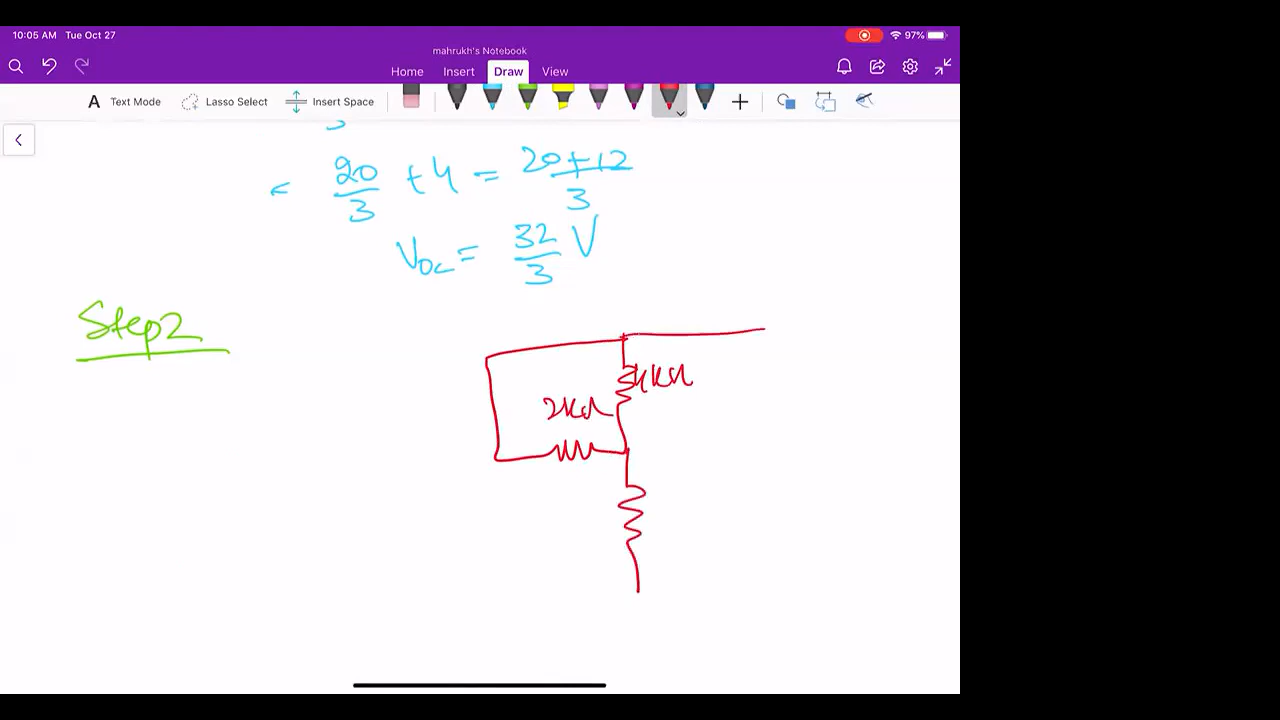 10:05 AM Tue Oct 27
97%
mahrukh's Notebook
Home Insert Draw View
Text Mode Lasso Select Insert Space
3
20/3 + 4 = 20+12/3
Voc = 32/3 V
Step2
4KΩ
2KΩ